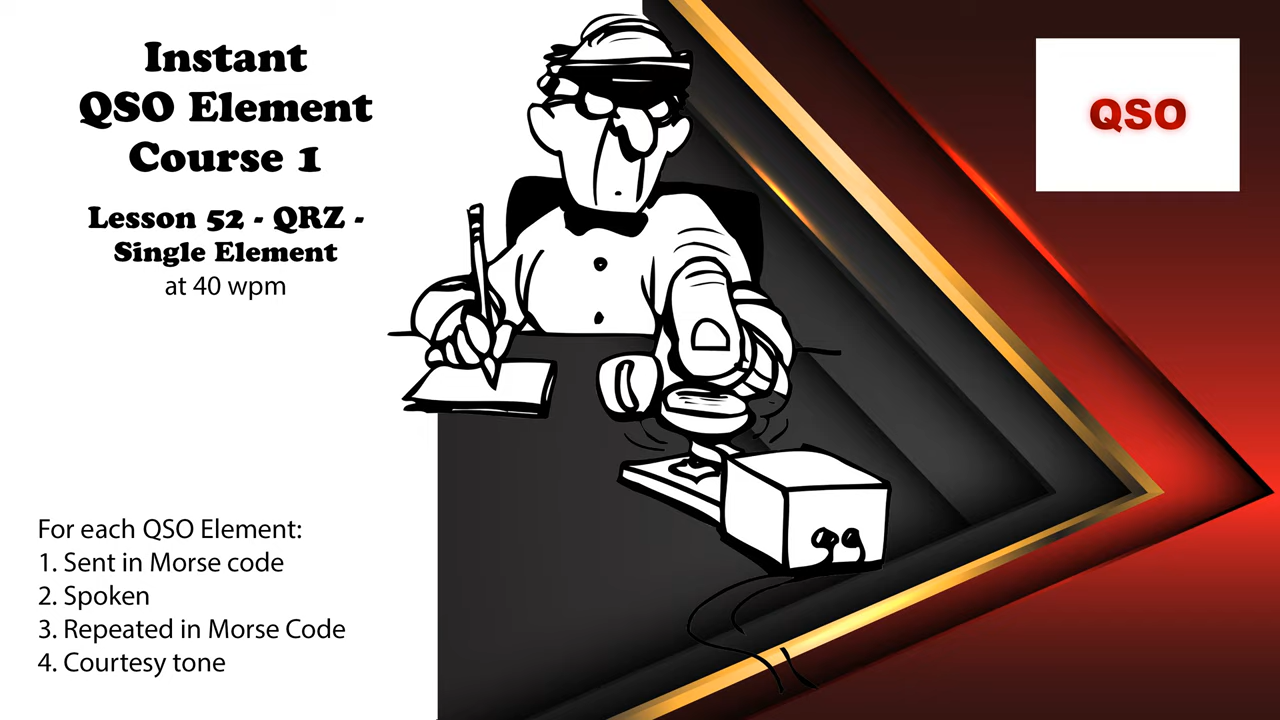 Instant
QSO Element
Course 1
Lesson 52 - QRZ -
Single Element
at 40 wpm
QSO
For each QSO Element:
1. Sent in Morse code
2. Spoken
3. Repeated in Morse Code
4. Courtesy tone